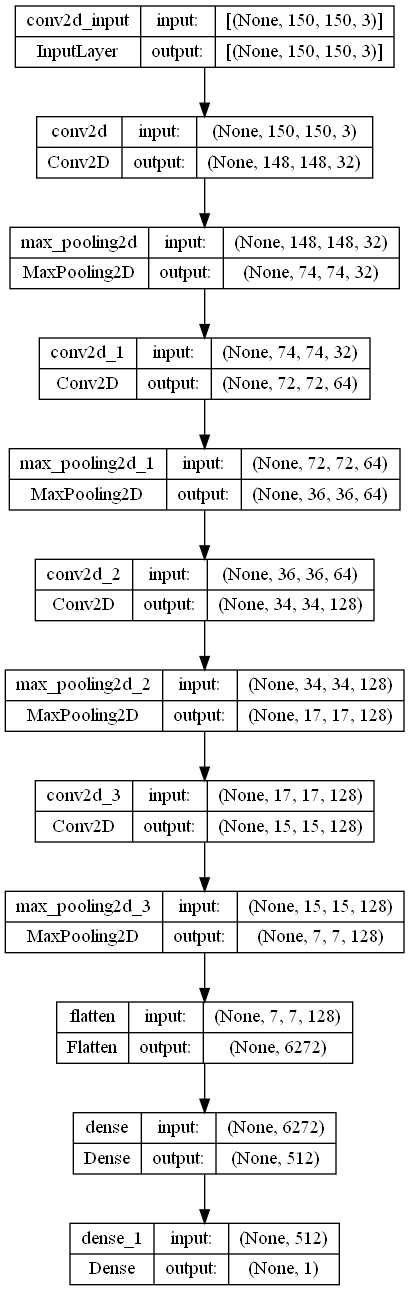 conv2d_input input: [(None, 150, 150, 3)]
InputLayer output: [(None, 150, 150, 3)]
conv2d input: (None, 150, 150, 3)
Conv2D output: (None, 148, 148, 32)
max_pooling2d input: (None, 148, 148, 32)
MaxPooling2D output: (None, 74, 74, 32)
conv2d_1 input: (None, 74, 74, 32)
Conv2D output: (None, 72, 72, 64)
max_pooling2d_1 input: (None, 72, 72, 64)
MaxPooling2D output: (None, 36, 36, 64)
conv2d_2 input: (None, 36, 36, 64)
Conv2D output: (None, 34, 34, 128)
max_pooling2d_2 input: (None, 34, 34, 128)
MaxPooling2D output: (None, 17, 17, 128)
conv2d_3 input: (None, 17, 17, 128)
Conv2D output: (None, 15, 15, 128)
max_pooling2d_3 input: (None, 15, 15, 128)
MaxPooling2D output: (None, 7, 7, 128)
flatten input: (None, 7, 7, 128)
Flatten output: (None, 6272)
dense input: (None, 6272)
Dense output: (None, 512)
dense_1 input: (None, 512)
Dense output: (None, 1)